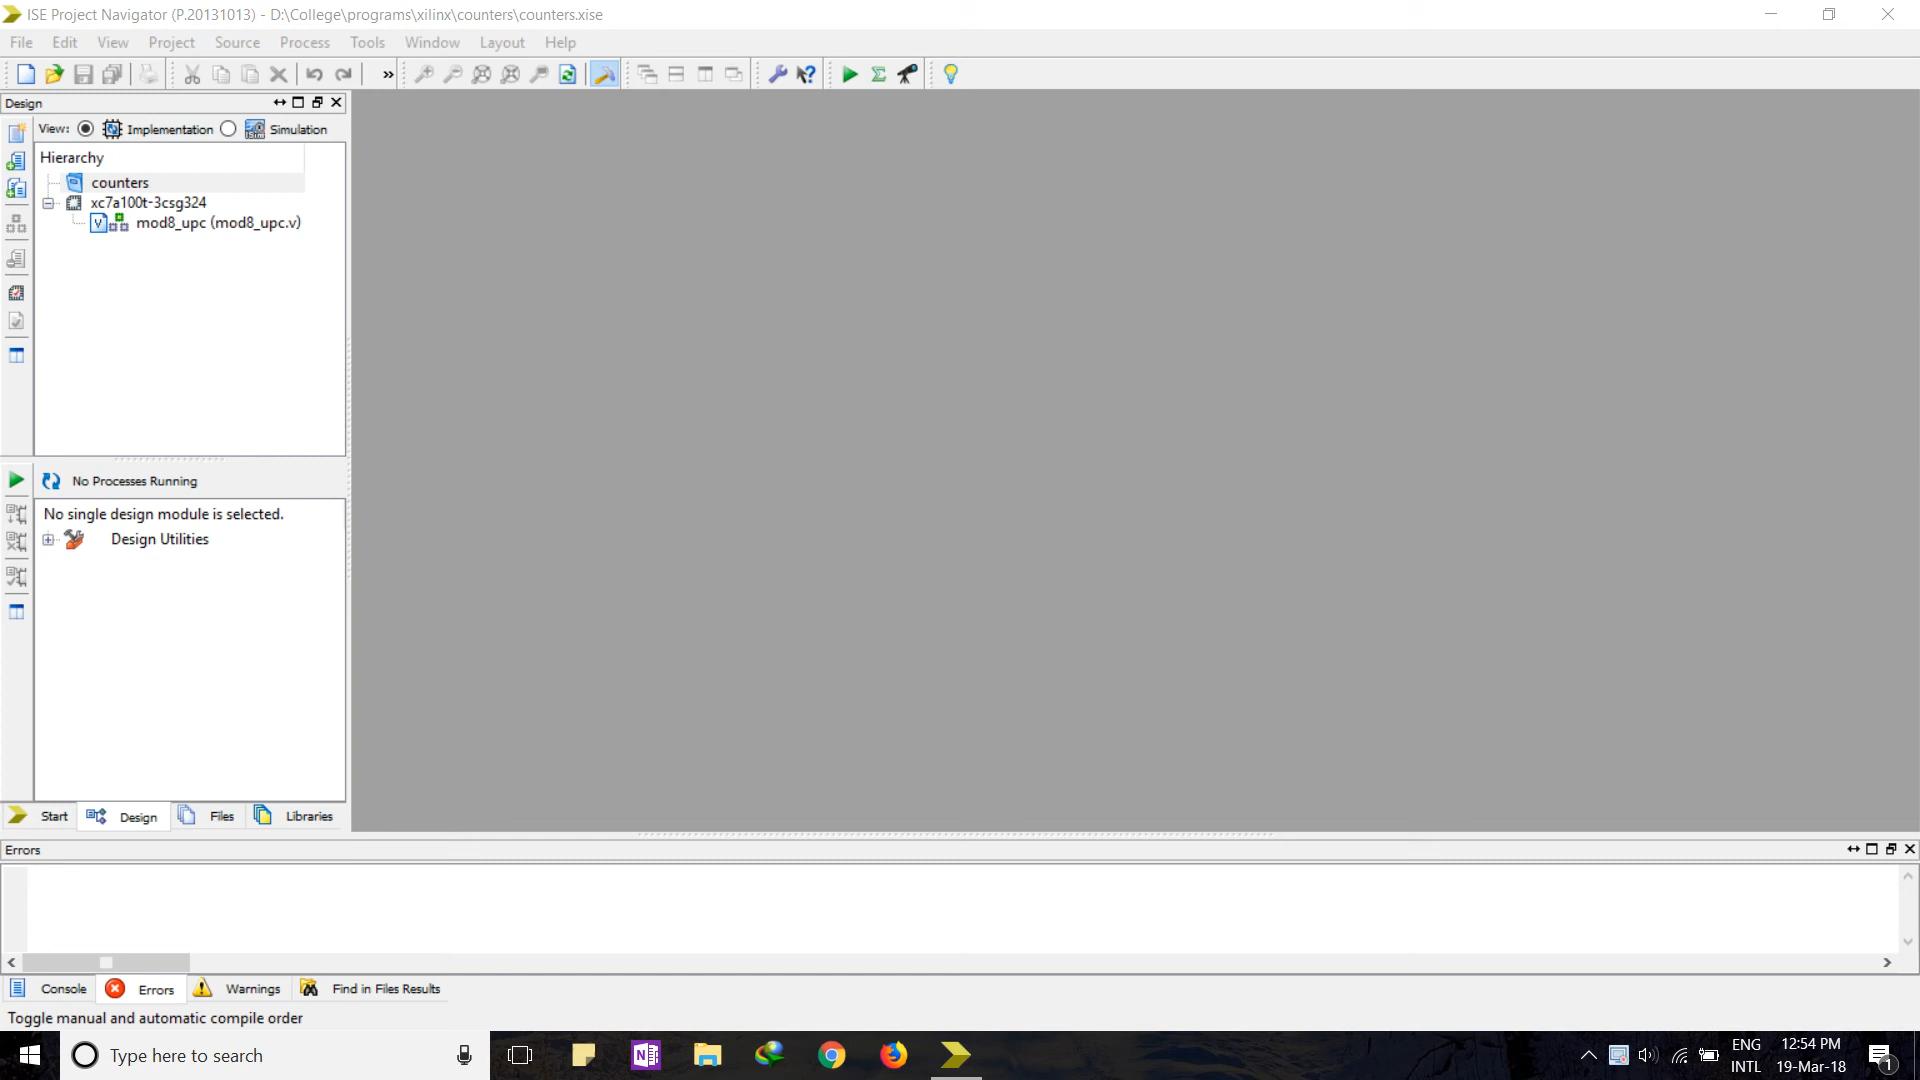 ISE Project Navigator (P.20131013) - D:\College\programs\xilinx\counters\counters.xise
File Edit View Project Source Process Tools Window Layout Help
»
Design
View: Implementation Simulation
Hierarchy
counters
xc7a100t-3csg324
V mod8_upc (mod8_upc.v)
No Processes Running
No single design module is selected.
Design Utilities
Start Design Files Libraries
Errors
Console Errors Warnings Find in Files Results
Toggle manual and automatic compile order
Type here to search
ENG 12:54 PM
INTL 19-Mar-18
1